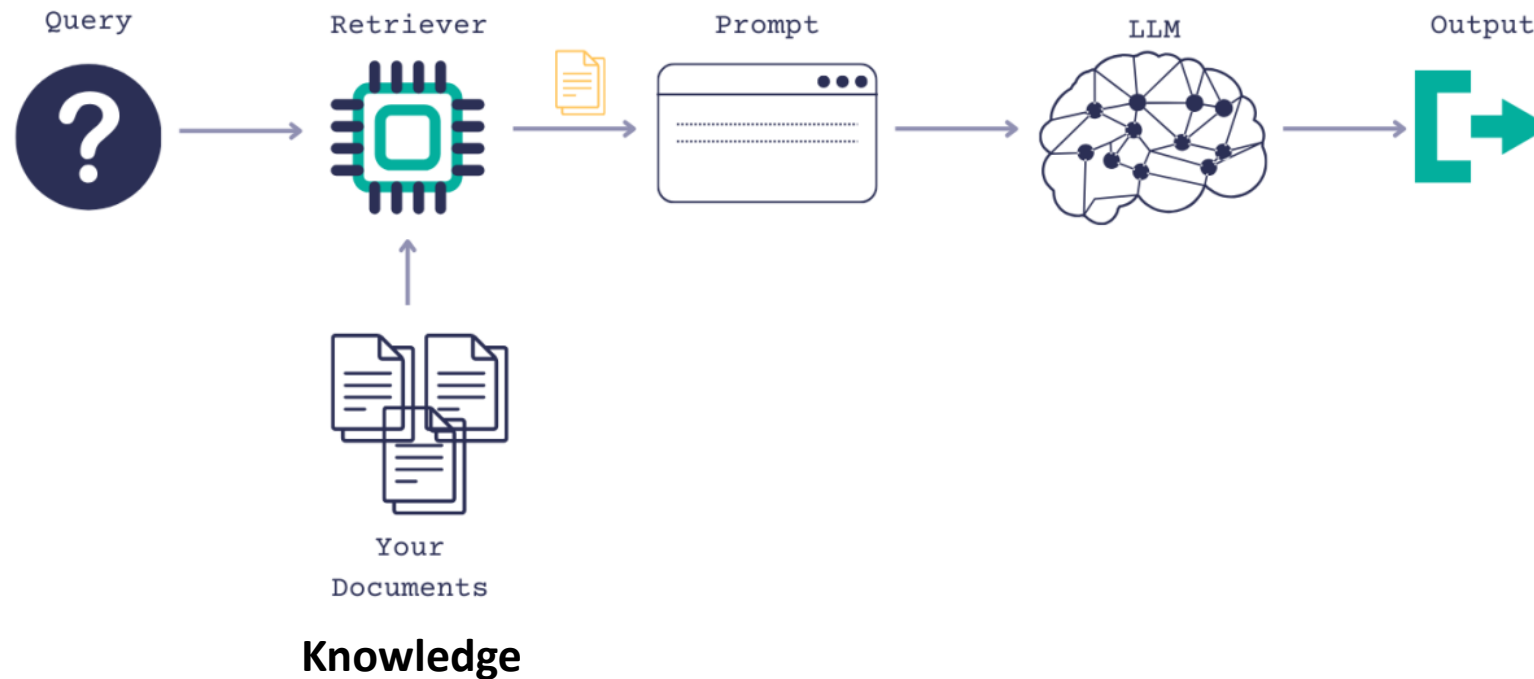 Query
Retriever
Prompt
LLM
Output
Your
Documents
Knowledge